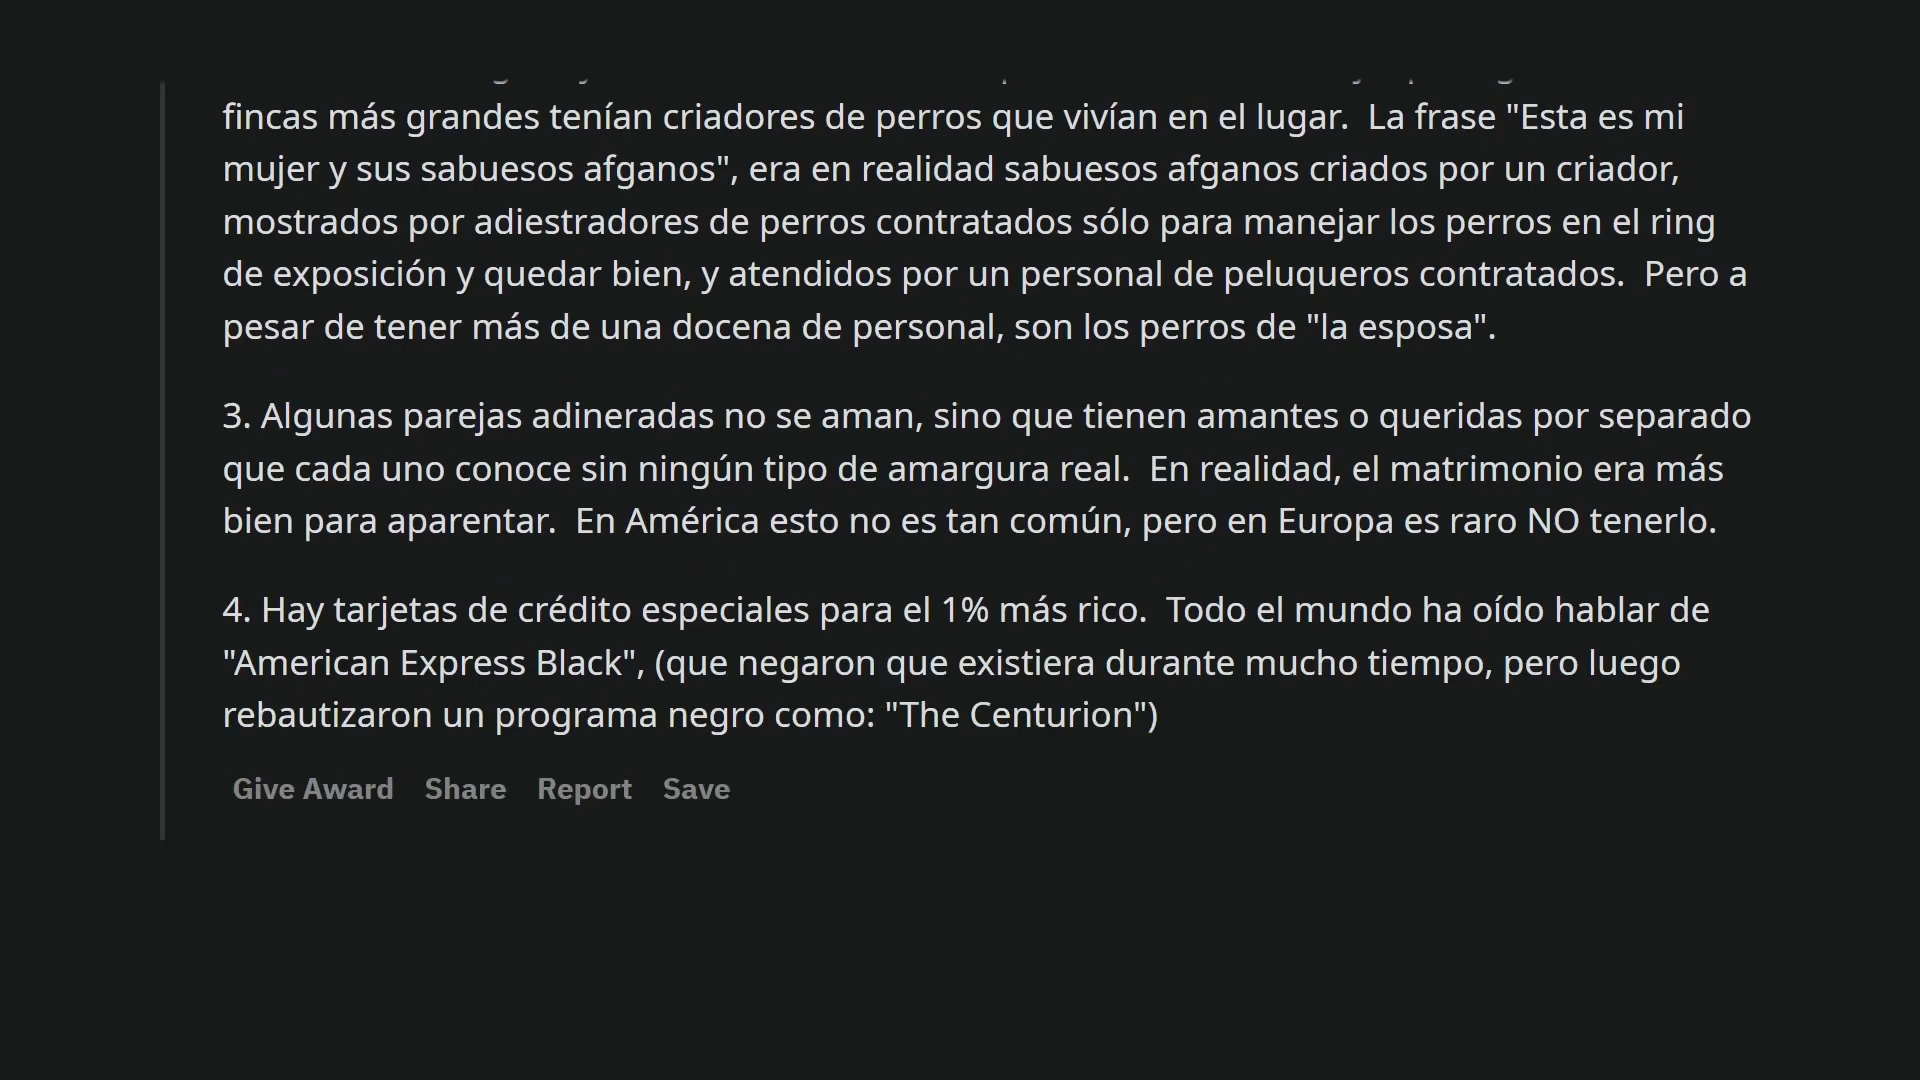 fincas más grandes tenían criadores de perros que vivían en el lugar.  La frase "Esta es mi
mujer y sus sabuesos afganos", era en realidad sabuesos afganos criados por un criador,
mostrados por adiestradores de perros contratados sólo para manejar los perros en el ring
de exposición y quedar bien, y atendidos por un personal de peluqueros contratados.  Pero a
pesar de tener más de una docena de personal, son los perros de "la esposa".
3. Algunas parejas adineradas no se aman, sino que tienen amantes o queridas por separado
que cada uno conoce sin ningún tipo de amargura real.  En realidad, el matrimonio era más
bien para aparentar.  En América esto no es tan común, pero en Europa es raro NO tenerlo.
4. Hay tarjetas de crédito especiales para el 1% más rico.  Todo el mundo ha oído hablar de
"American Express Black", (que negaron que existiera durante mucho tiempo, pero luego
rebautizaron un programa negro como: "The Centurion")
Give Award Share Report Save